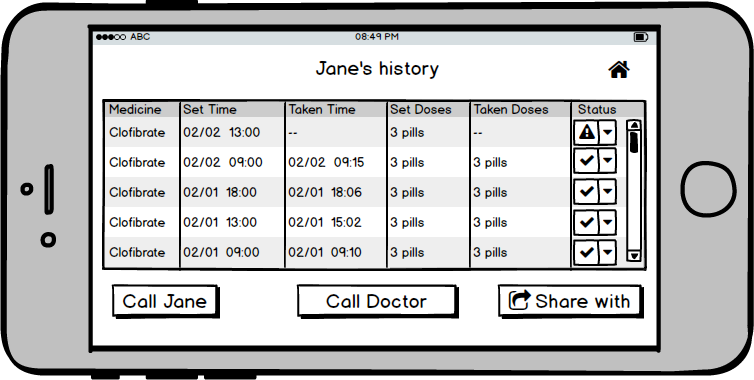 ABC 08:49 PM
Jane's history
Medicine Set Time Taken Time Set Doses Taken Doses Status
Clofibrate 02/02 13:00 -- 3 pills --
Clofibrate 02/02 09:00 02/02 09:15 3 pills 3 pills
Clofibrate 02/01 18:00 02/01 18:06 3 pills 3 pills
Clofibrate 02/01 13:00 02/01 15:02 3 pills 3 pills
Clofibrate 02/01 09:00 02/01 09:10 3 pills 3 pills
Call Jane Call Doctor Share with